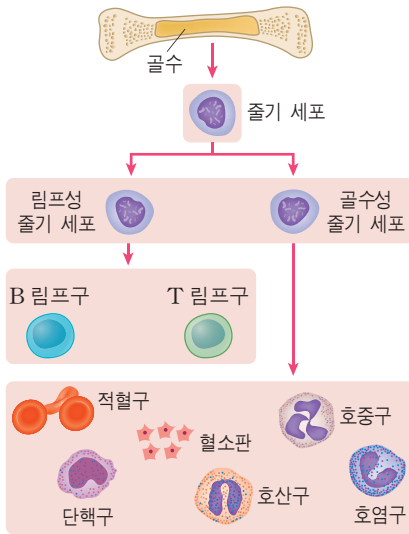 골수
줄기 세포
림프성
줄기 세포
골수성
줄기 세포
B 림프구
T 림프구
적혈구
호중구
혈소판
단핵구
호산구
호염구